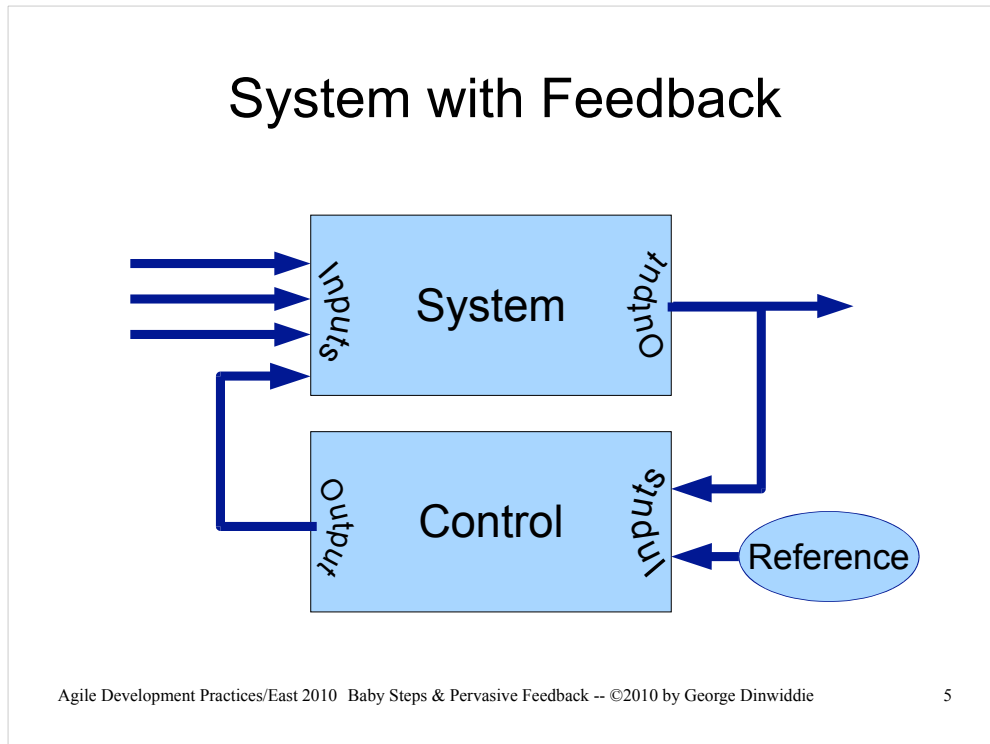 System with Feedback
Inputs
System
Output
Output
Control
Inputs
Reference
Agile Development Practices/East 2010 Baby Steps & Pervasive Feedback -- ©2010 by George Dinwiddie 5